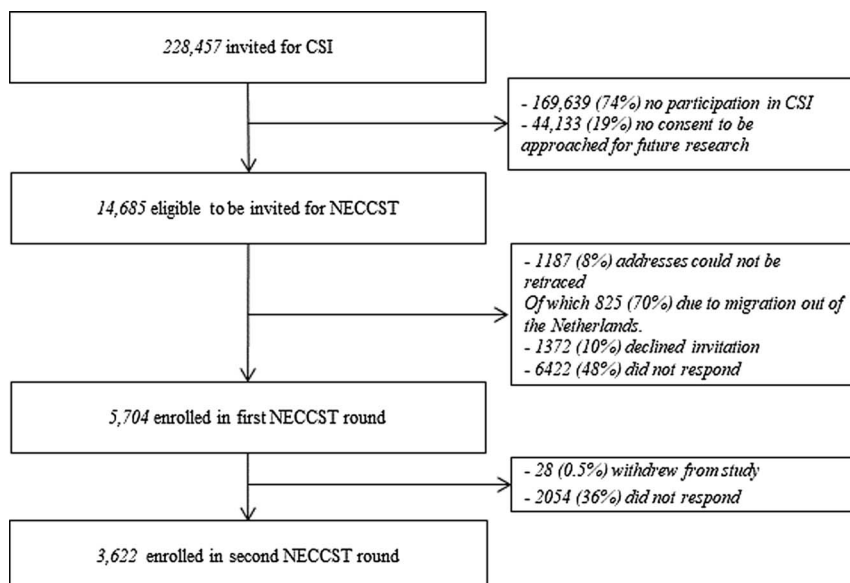 228,457 invited for CSI
- 169,639 (74%) no participation in CSI
- 44,133 (19%) no consent to be
approached for future research
14,685 eligible to be invited for NECCST
- 1187 (8%) addresses could not be
retraced
Of which 825 (70%) due to migration out of
the Netherlands.
- 1372 (10%) declined invitation
- 6422 (48%) did not respond
5,704 enrolled in first NECCST round
- 28 (0.5%) withdrew from study
- 2054 (36%) did not respond
3,622 enrolled in second NECCST round